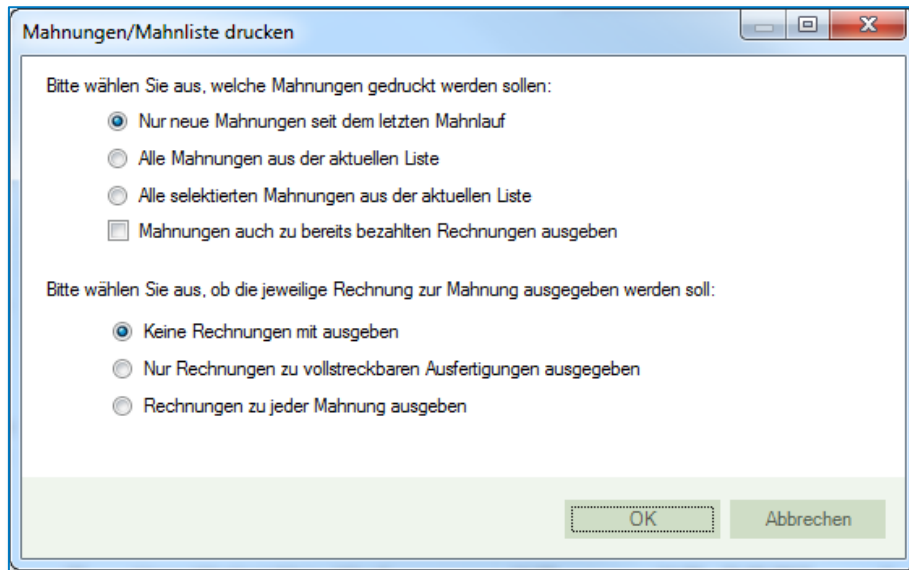 Mahnungen/Mahnliste drucken
Bitte wählen Sie aus, welche Mahnungen gedruckt werden sollen:
Nur neue Mahnungen seit dem letzten Mahnlauf
Alle Mahnungen aus der aktuellen Liste
Alle selektierten Mahnungen aus der aktuellen Liste
Mahnungen auch zu bereits bezahlten Rechnungen ausgeben
Bitte wählen Sie aus, ob die jeweilige Rechnung zur Mahnung ausgegeben werden soll:
Keine Rechnungen mit ausgeben
Nur Rechnungen zu vollstreckbaren Ausfertigungen ausgegeben
Rechnungen zu jeder Mahnung ausgeben
OK Abbrechen